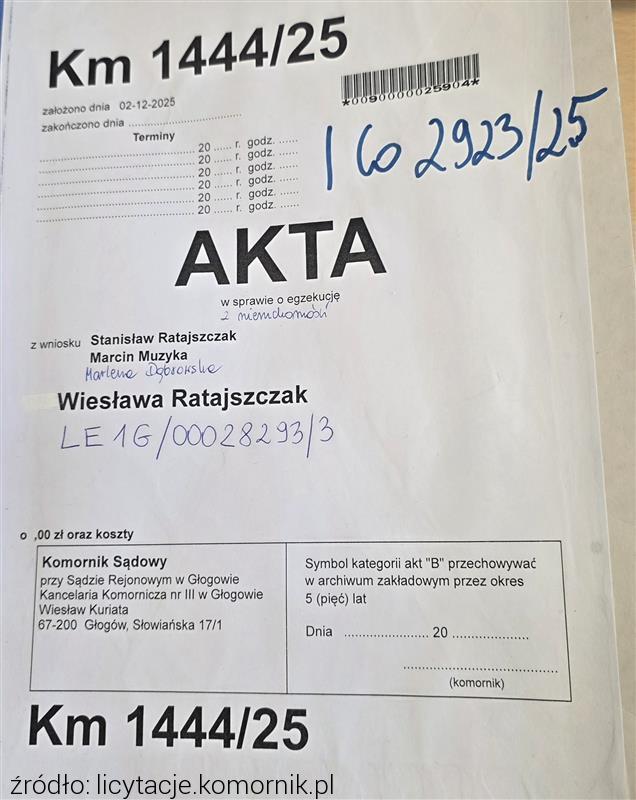 Km 1444/25
założono dnia 02-12-2025
zakończono dnia ..............................
*0090000025904*
Terminy
.......................................... 20 ...... r. godz. ......
.......................................... 20 ...... r. godz. ......
.......................................... 20 ...... r. godz. ......
.......................................... 20 ...... r. godz. ......
.......................................... 20 ...... r. godz. ......
.......................................... 20 ...... r. godz. ......
I Co 2923/25
AKTA
w sprawie o egzekucję
z nieruchomości
z wniosku Stanisław Ratajszczak
Marcin Muzyka
Marlena Dąbrowska
Wiesława Ratajszczak
LE1G/00028293/3
o ,00 zł oraz koszty
Komornik Sądowy
przy Sądzie Rejonowym w Głogowie
Kancelaria Komornicza nr III w Głogowie
Wiesław Kuriata
67-200 Głogów, Słowiańska 17/1
Symbol kategorii akt "B" przechowywać
w archiwum zakładowym przez okres
5 (pięć) lat
Dnia ...................... 20 ....................
........................................
(komornik)
Km 1444/25
źródło: licytacje.komornik.pl